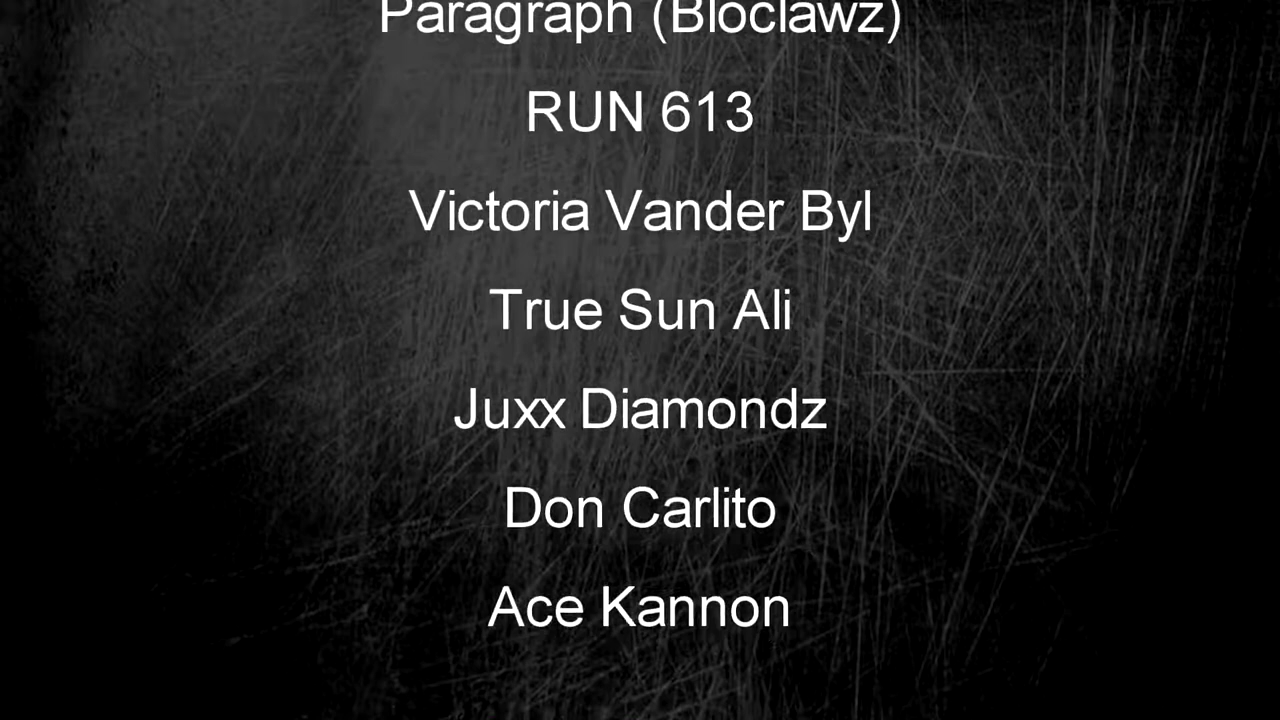 Paragraph (Bloclawz)
RUN 613
Victoria Vander Byl
True Sun Ali
Juxx Diamondz
Don Carlito
Ace Kannon